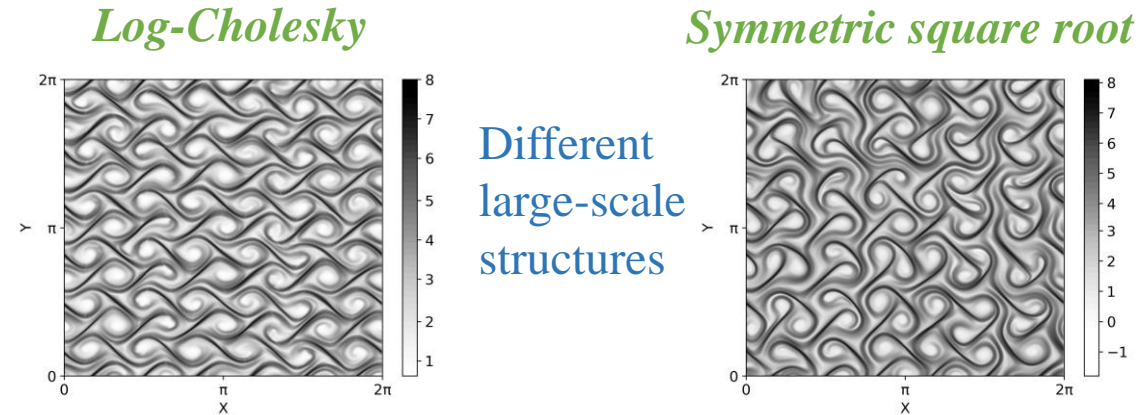 Log-Cholesky
Symmetric square root
2π
π
0
Y
0
π
2π
X
8
7
6
5
4
3
2
1
Different
large-scale
structures
2π
π
0
Y
0
π
2π
X
8
7
6
5
4
3
2
1
0
−1